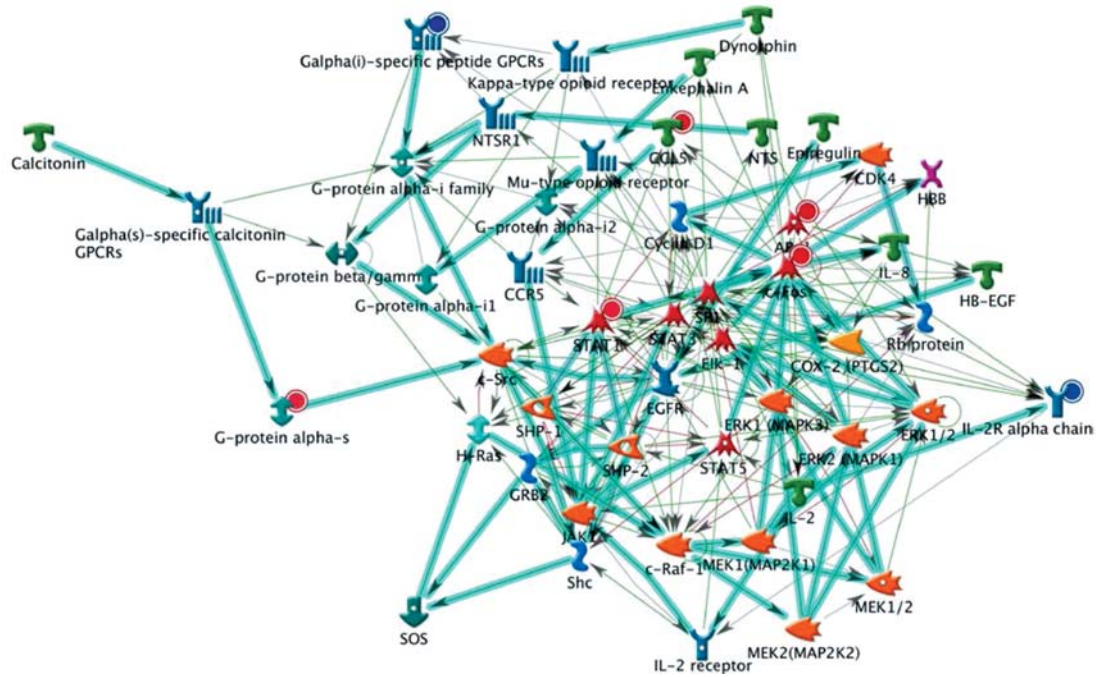 Dynorphin
Galpha(i)-specific peptide GPCRs
Kappa-type opioid receptor
Enkephalin A
Calcitonin
NTSR1
CCL5
NTS
Epiregulin
CDK4
G-protein alpha-i family
Mu-type opioid receptor
HBB
Galpha(s)-specific calcitonin
GPCRs
G-protein alpha-i2
Cyclin D1
IL-8
G-protein beta/gamm
CCR5
G-protein alpha-i1
c-Fos
HB-EGF
SP1
STAT1
STAT3
Elk-1
Rb protein
COX-2 (PTGS2)
c-Src
EGFR
G-protein alpha-s
SHP-1
ERK1 (MAPK3)
ERK1/2
IL-2R alpha chain
H-Ras
SHP-2
STAT5
ERK2 (MAPK1)
GRB2
IL-2
JAK1
c-Raf-1
MEK1(MAP2K1)
Shc
MEK1/2
SOS
IL-2 receptor
MEK2(MAP2K2)